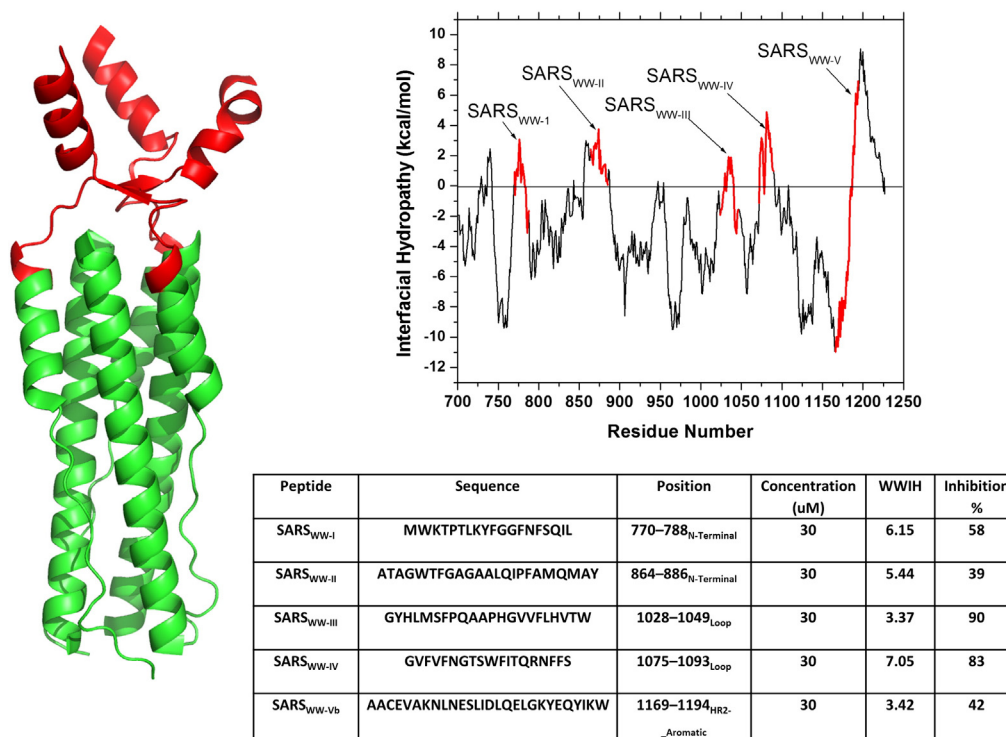 10
8
6
4
2
0
-2
-4
-6
-8
-10
-12
Interfacial Hydropathy (kcal/mol)
SARSWW-1
SARSWW-II
SARSWW-III
SARSWW-IV
SARSWW-V
700 750 800 850 900 950 1000 1050 1100 1150 1200 1250
Residue Number
Peptide Sequence Position Concentration (uM) WWIH Inhibition %
SARSWW-I MWKTPTLKYFGGFNFSQIL 770–788N-Terminal 30 6.15 58
SARSWW-II ATAGWTFGAGAALQIPFAMQMAY 864–886N-Terminal 30 5.44 39
SARSWW-III GYHLMSFPQAAPHGVVFLHVTW 1028–1049Loop 30 3.37 90
SARSWW-IV GVFVFNGTSWFITQRNFFS 1075–1093Loop 30 7.05 83
SARSWW-Vb AACEVAKNLNESLIDLQELGKYEQYIKW 1169–1194HR2-_Aromatic 30 3.42 42